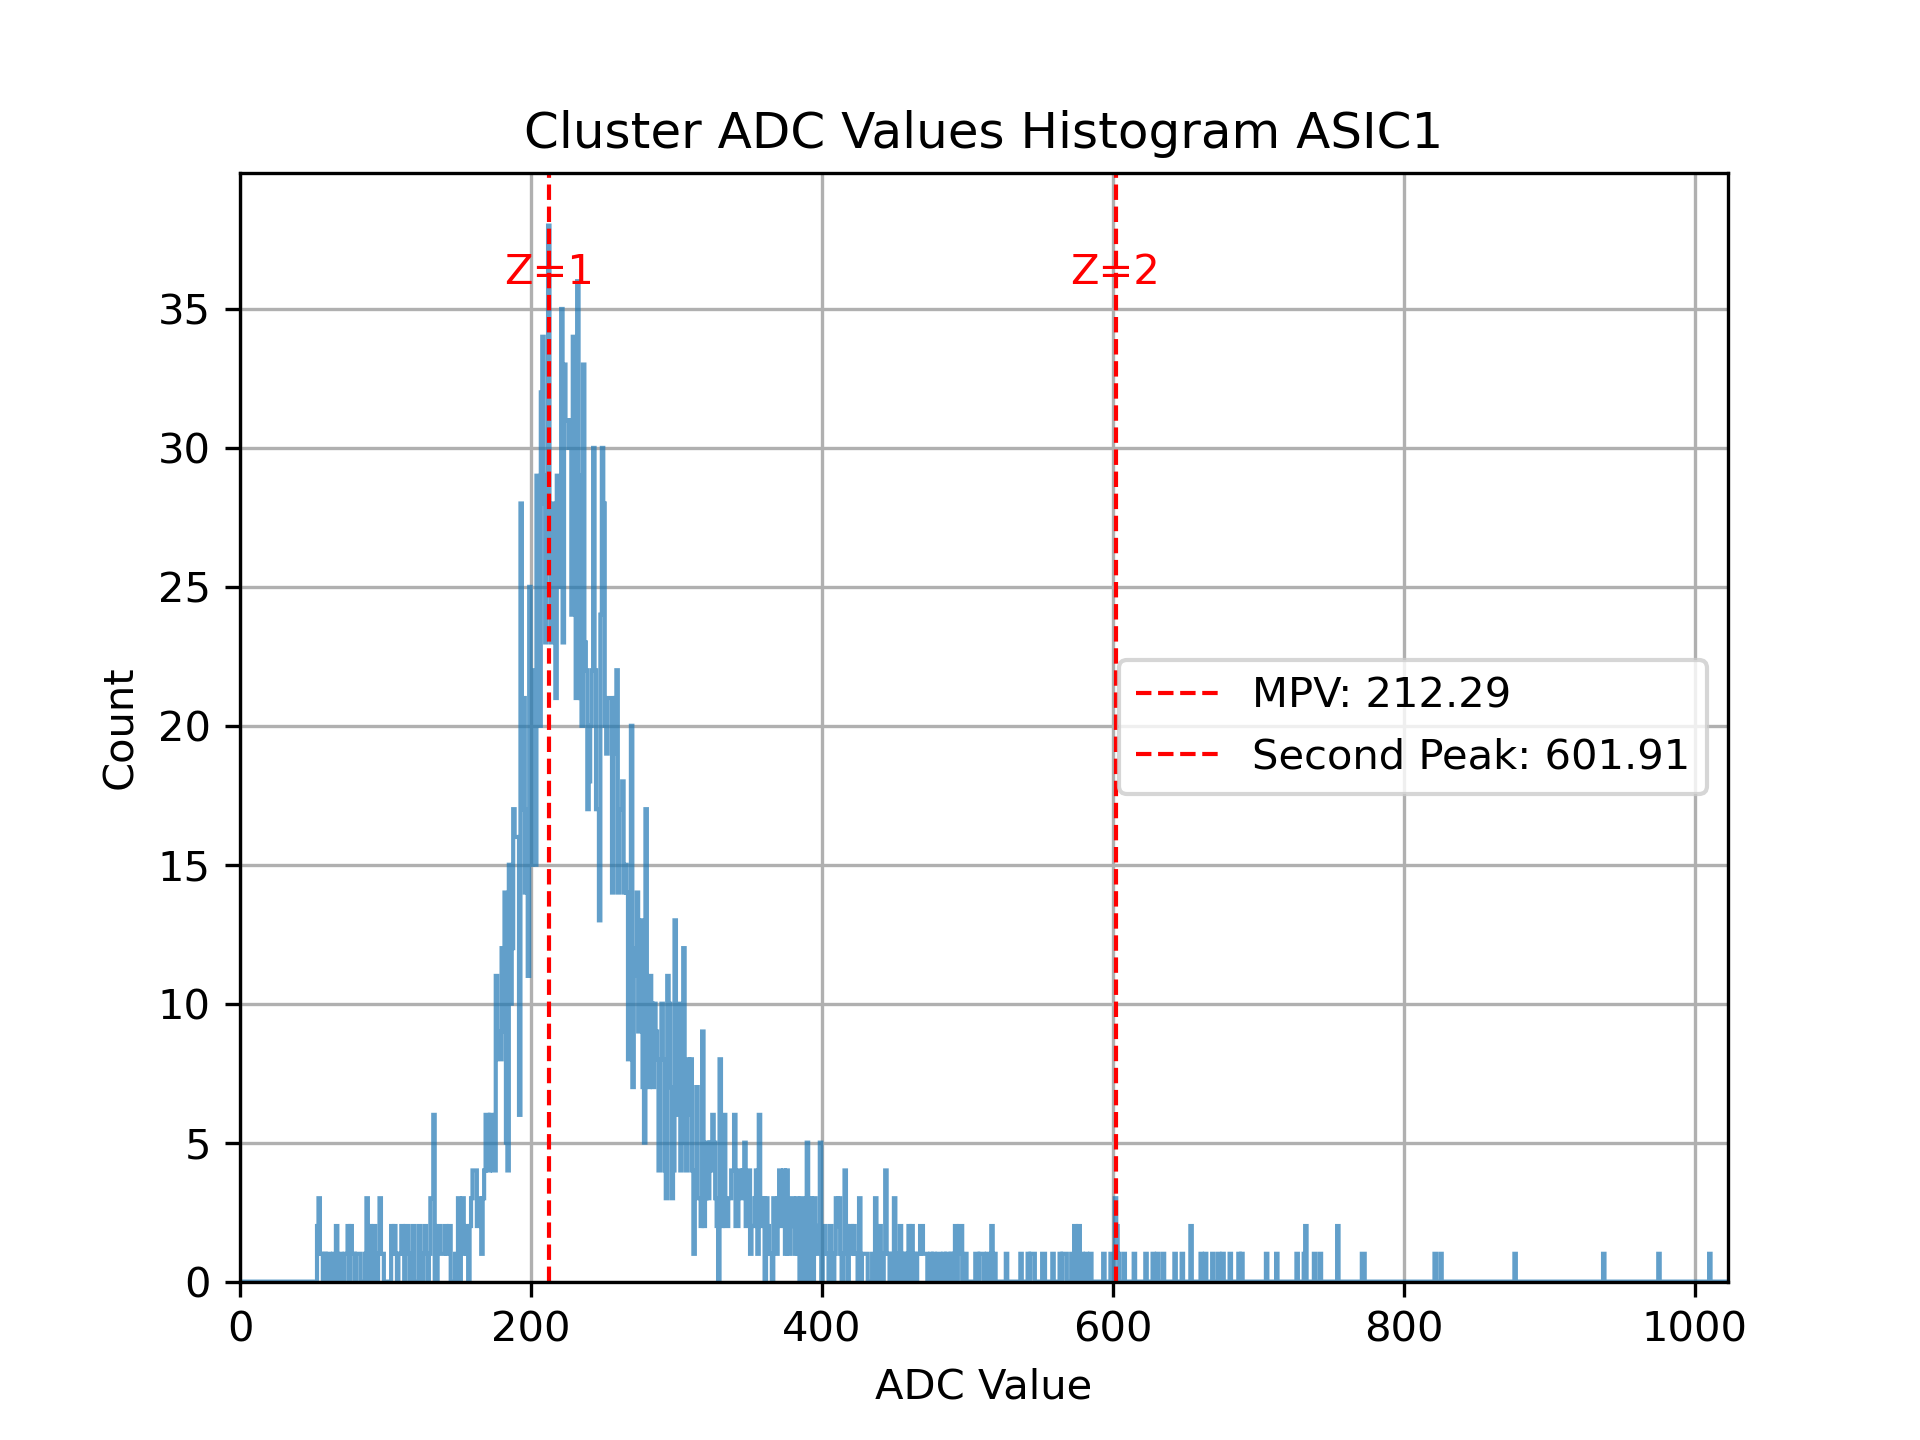 Cluster ADC Values Histogram ASIC1
Z=1
Z=2
35
30
25
20
15
10
5
0
Count
MPV: 212.29
Second Peak: 601.91
0 200 400 600 800 1000
ADC Value